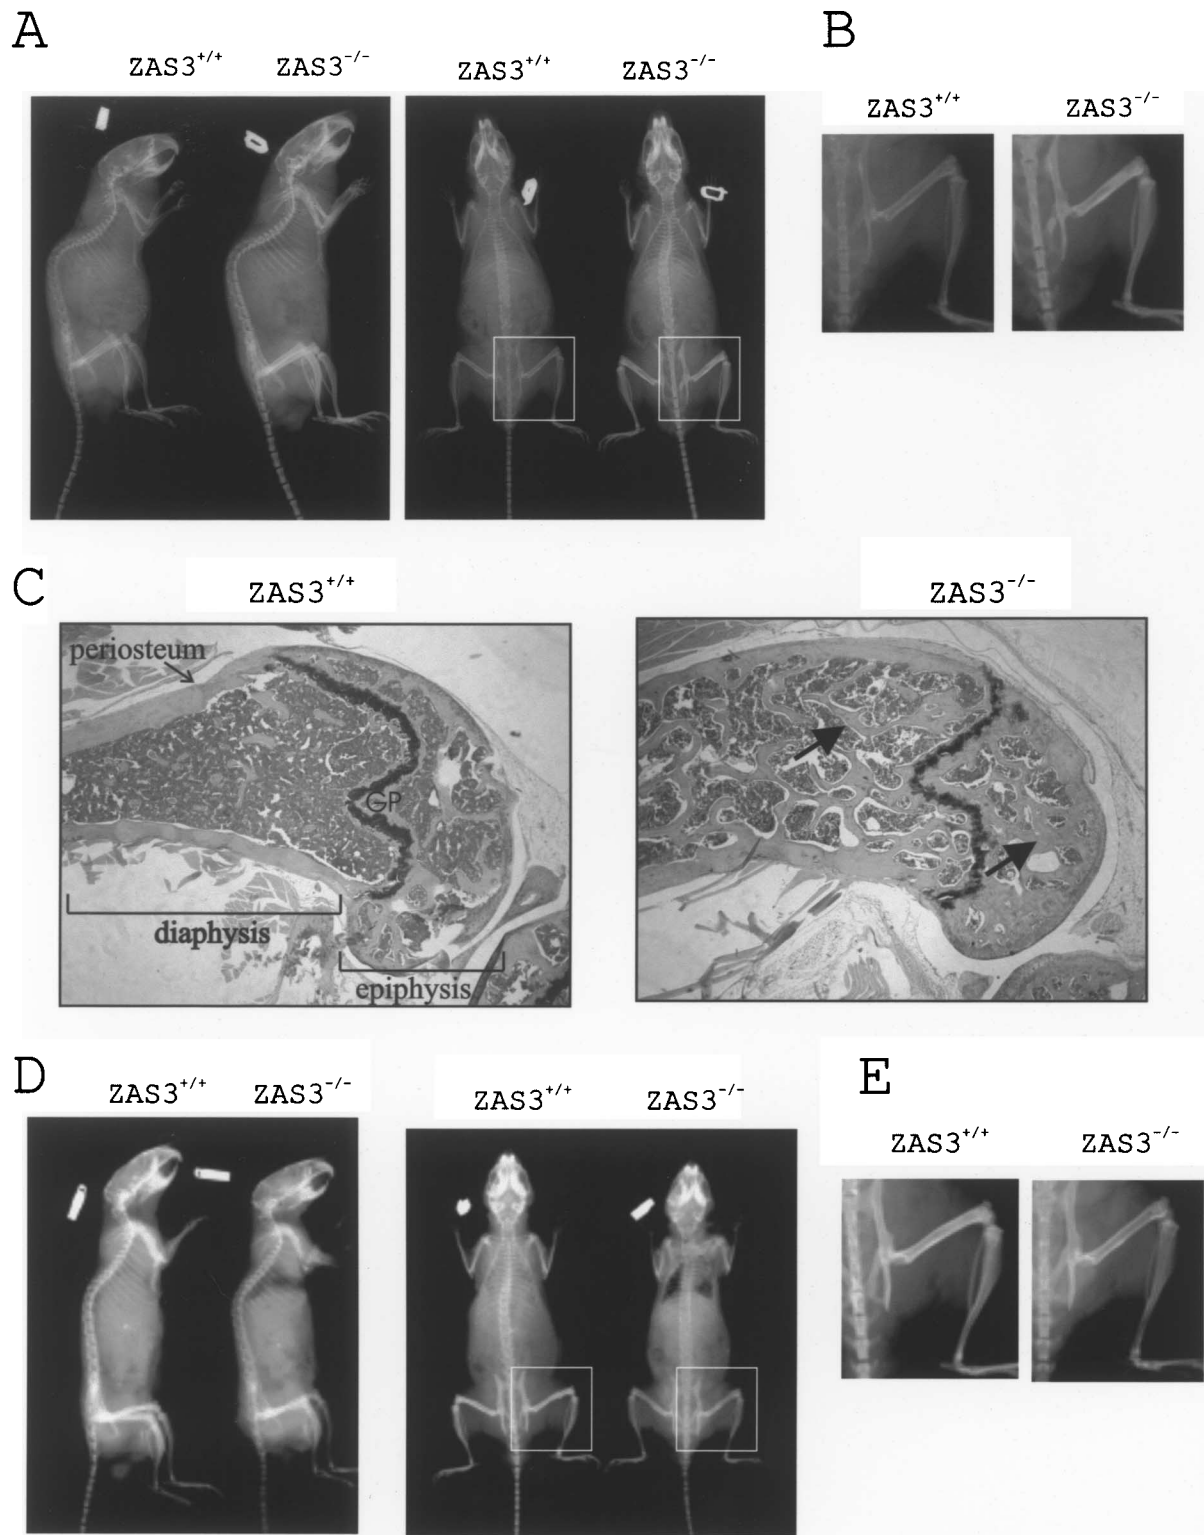 A
B
ZAS3+/+ ZAS3-/- ZAS3+/+ ZAS3-/-
ZAS3+/+ ZAS3-/-
C
ZAS3+/+
ZAS3-/-
periosteum
GP
diaphysis
epiphysis
D
E
ZAS3+/+ ZAS3-/- ZAS3+/+ ZAS3-/-
ZAS3+/+ ZAS3-/-